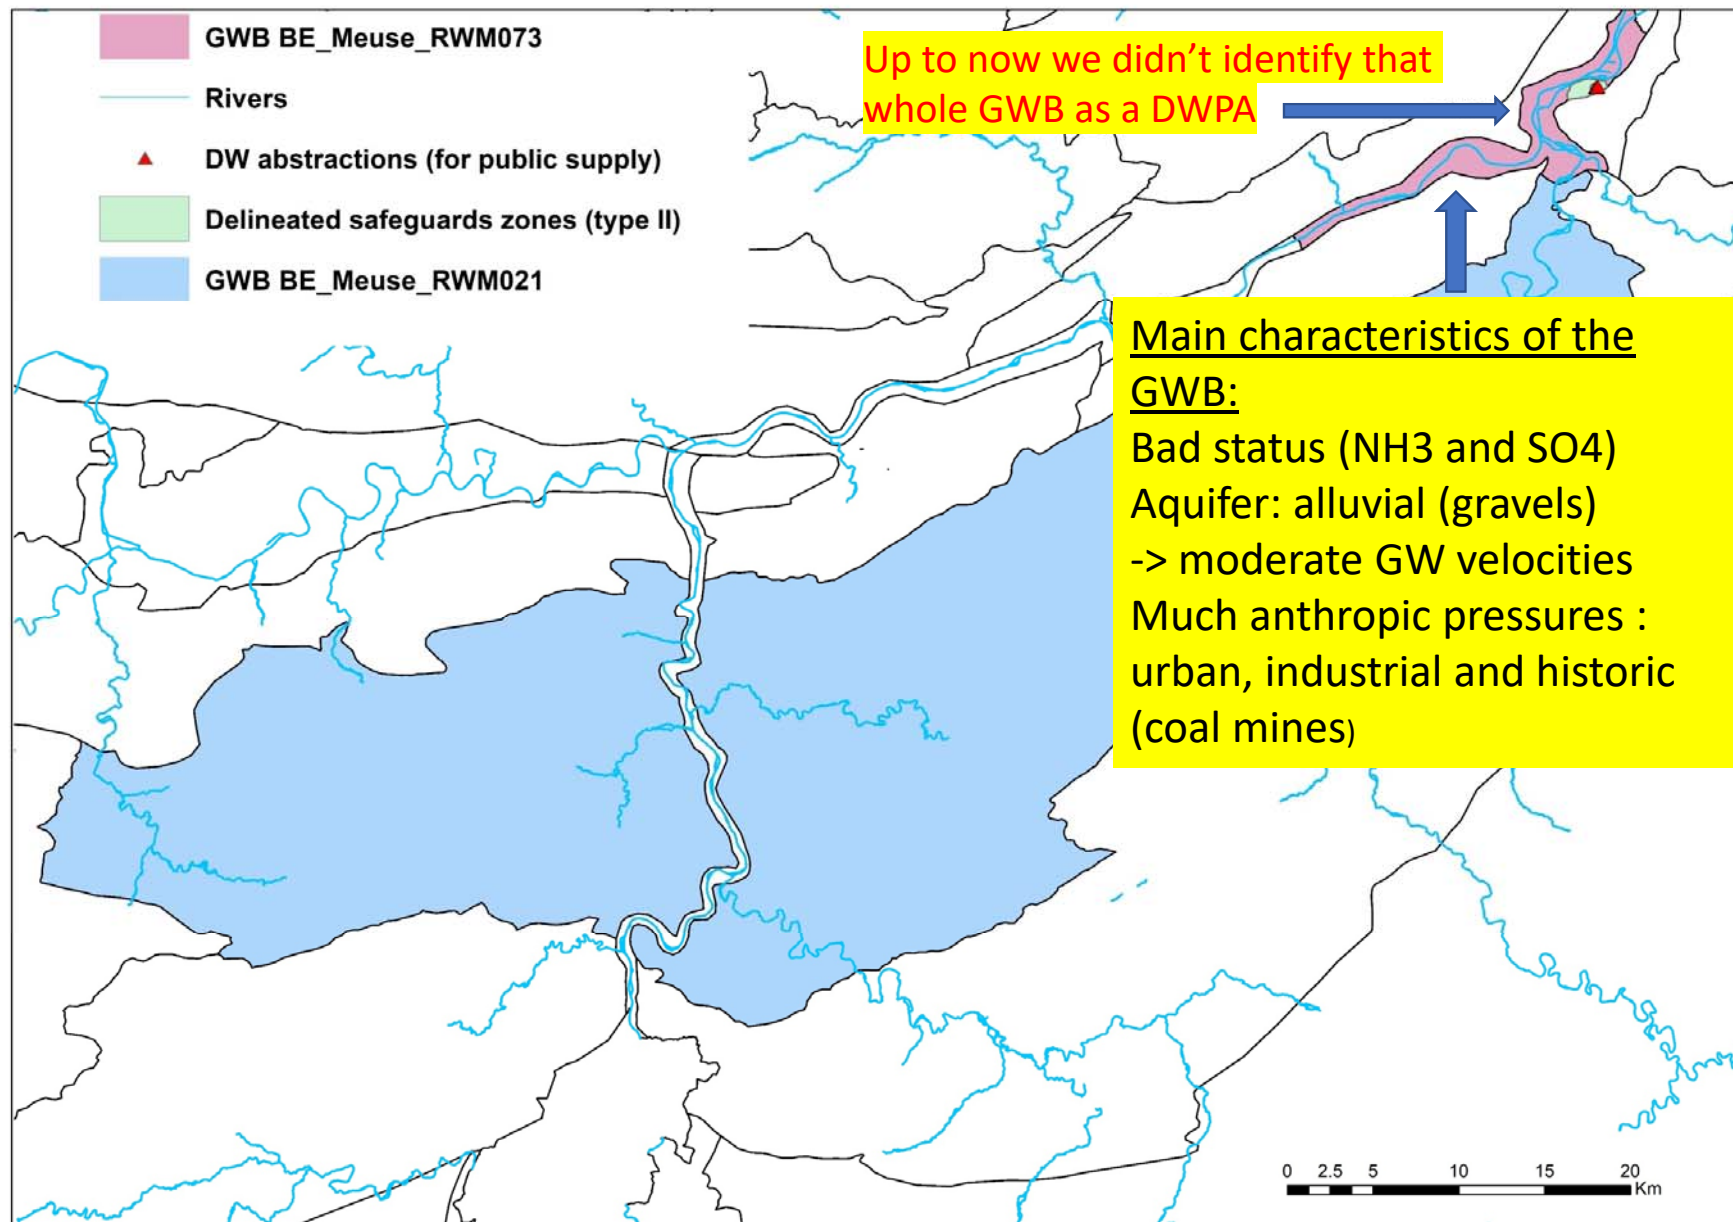 GWB BE_Meuse_RWM073
Rivers
DW abstractions (for public supply)
Delineated safeguards zones (type II)
GWB BE_Meuse_RWM021
Up to now we didn’t identify that
whole GWB as a DWPA
Main characteristics of the
GWB:
Bad status (NH3 and SO4)
Aquifer: alluvial (gravels)
-> moderate GW velocities
Much anthropic pressures :
urban, industrial and historic
(coal mines)
0 2.5 5 10 15 20
Km